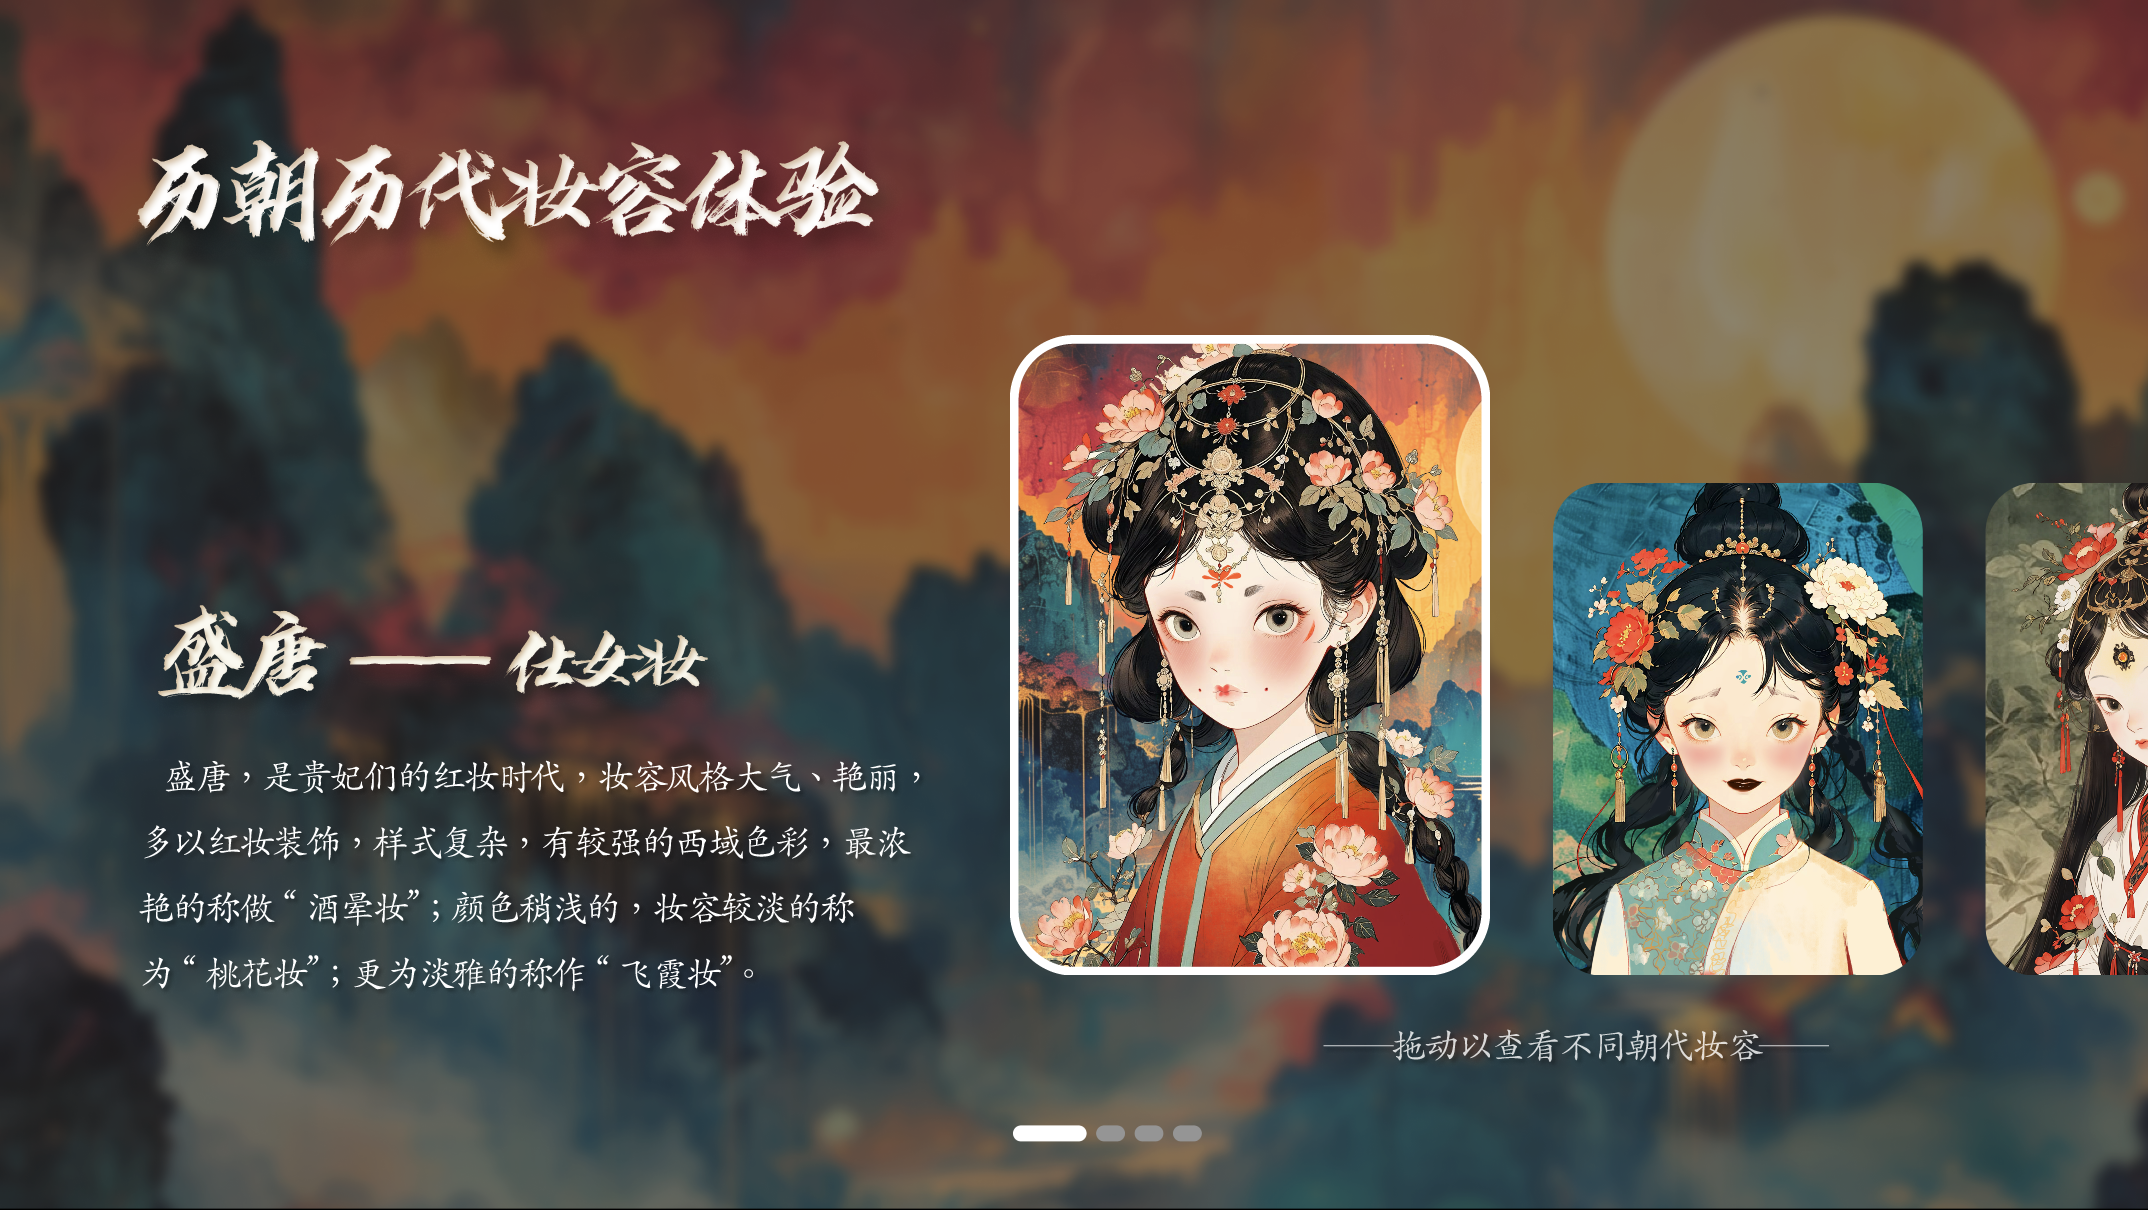 历朝历代妆容体验
盛唐——仕女妆
盛唐，是贵妃们的红妆时代，妆容风格大气、艳丽，
多以红妆装饰，样式复杂，有较强的西域色彩，最浓
艳的称做“酒晕妆”；颜色稍浅的，妆容较淡的称
为“桃花妆”；更为淡雅的称作“飞霞妆”。
——拖动以查看不同朝代妆容——